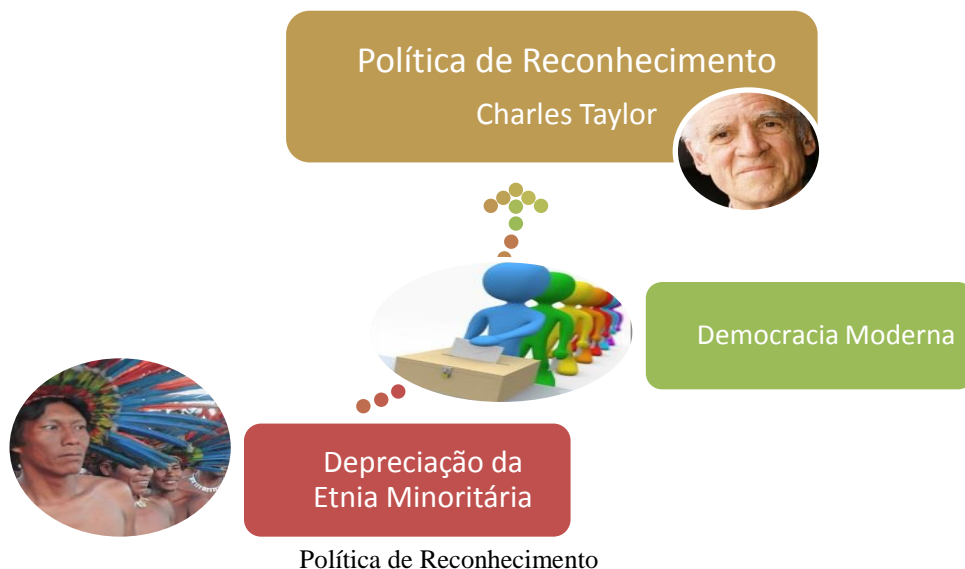 Política de Reconhecimento
Charles Taylor
Democracia Moderna
Depreciação da
Etnia Minoritária
Política de Reconhecimento